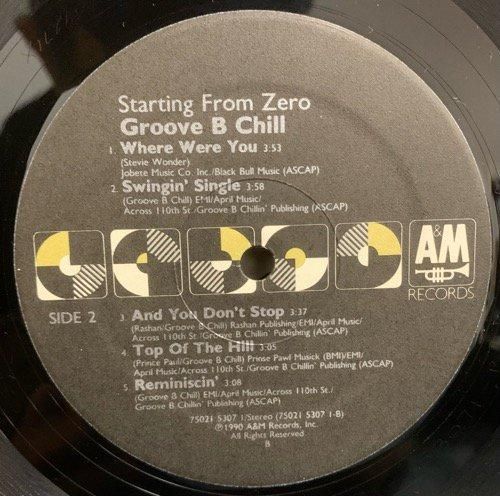 Starting From Zero
Groove B Chill
1. Where Were You 3:53
(Stevie Wonder)
Jobete Music Co. Inc./Black Bull Music (ASCAP)
2. Swingin' Single 3:58
(Groove B Chill) EMI/April Music/
Across 110th St./Groove B Chillin' Publishing (ASCAP)
A&M
RECORDS
SIDE 2
3. And You Don't Stop 3:37
(Rashan/Groove B Chill) Rashan Publishing/EMI/April Music/
Across 110th St./Groove B Chillin' Publishing (ASCAP)
4. Top Of The Hill 3:05
(Prince Paul/Groove B Chill) Prince Pawl Musick (BMI)/EMI/
April Music/Across 110th St./Groove B Chillin' Publishing (ASCAP)
5. Reminiscin' 3:08
(Groove B Chill) EMI/April Music/Across 110th St./
Groove B Chillin' Publishing (ASCAP)
75021 5307 1/Stereo (75021 5307 1-B)
℗1990 A&M Records, Inc.
All Rights Reserved
B